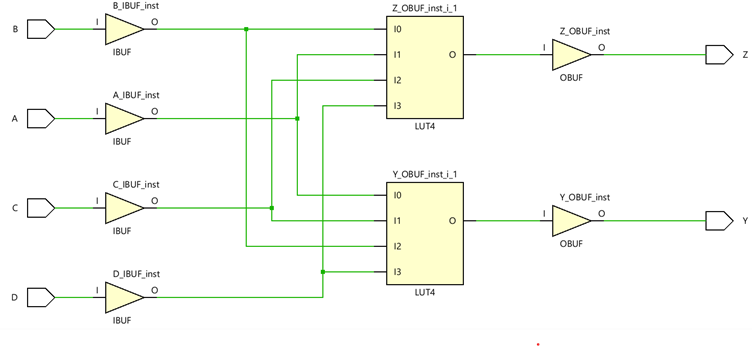 B_IBUF_inst
B
I
O
IBUF
Z_OBUF_inst_i_1
I0
I1
I2
I3
O
LUT4
Z_OBUF_inst
I
O
OBUF
Z
A_IBUF_inst
A
I
O
IBUF
C_IBUF_inst
C
I
O
IBUF
Y_OBUF_inst_i_1
I0
I1
I2
I3
O
LUT4
Y_OBUF_inst
I
O
OBUF
Y
D_IBUF_inst
D
I
O
IBUF